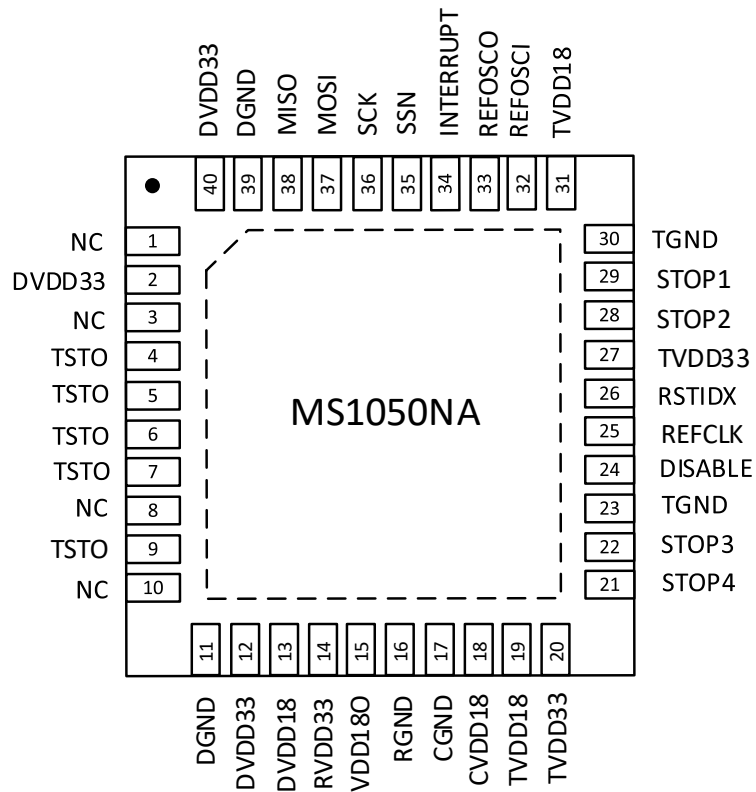 DVDD33
DGND
MISO
MOSI
SCK
SSN
INTERRUPT
REFOSCO
REFOSCI
TVDD18
40
39
38
37
36
35
34
33
32
31
NC 1
DVDD33 2
NC 3
TSTO 4
TSTO 5
TSTO 6
TSTO 7
NC 8
TSTO 9
NC 10
MS1050NA
30 TGND
29 STOP1
28 STOP2
27 TVDD33
26 RSTIDX
25 REFCLK
24 DISABLE
23 TGND
22 STOP3
21 STOP4
11
12
13
14
15
16
17
18
19
20
DGND
DVDD33
DVDD18
RVDD33
VDD18O
RGND
CGND
CVDD18
TVDD18
TVDD33